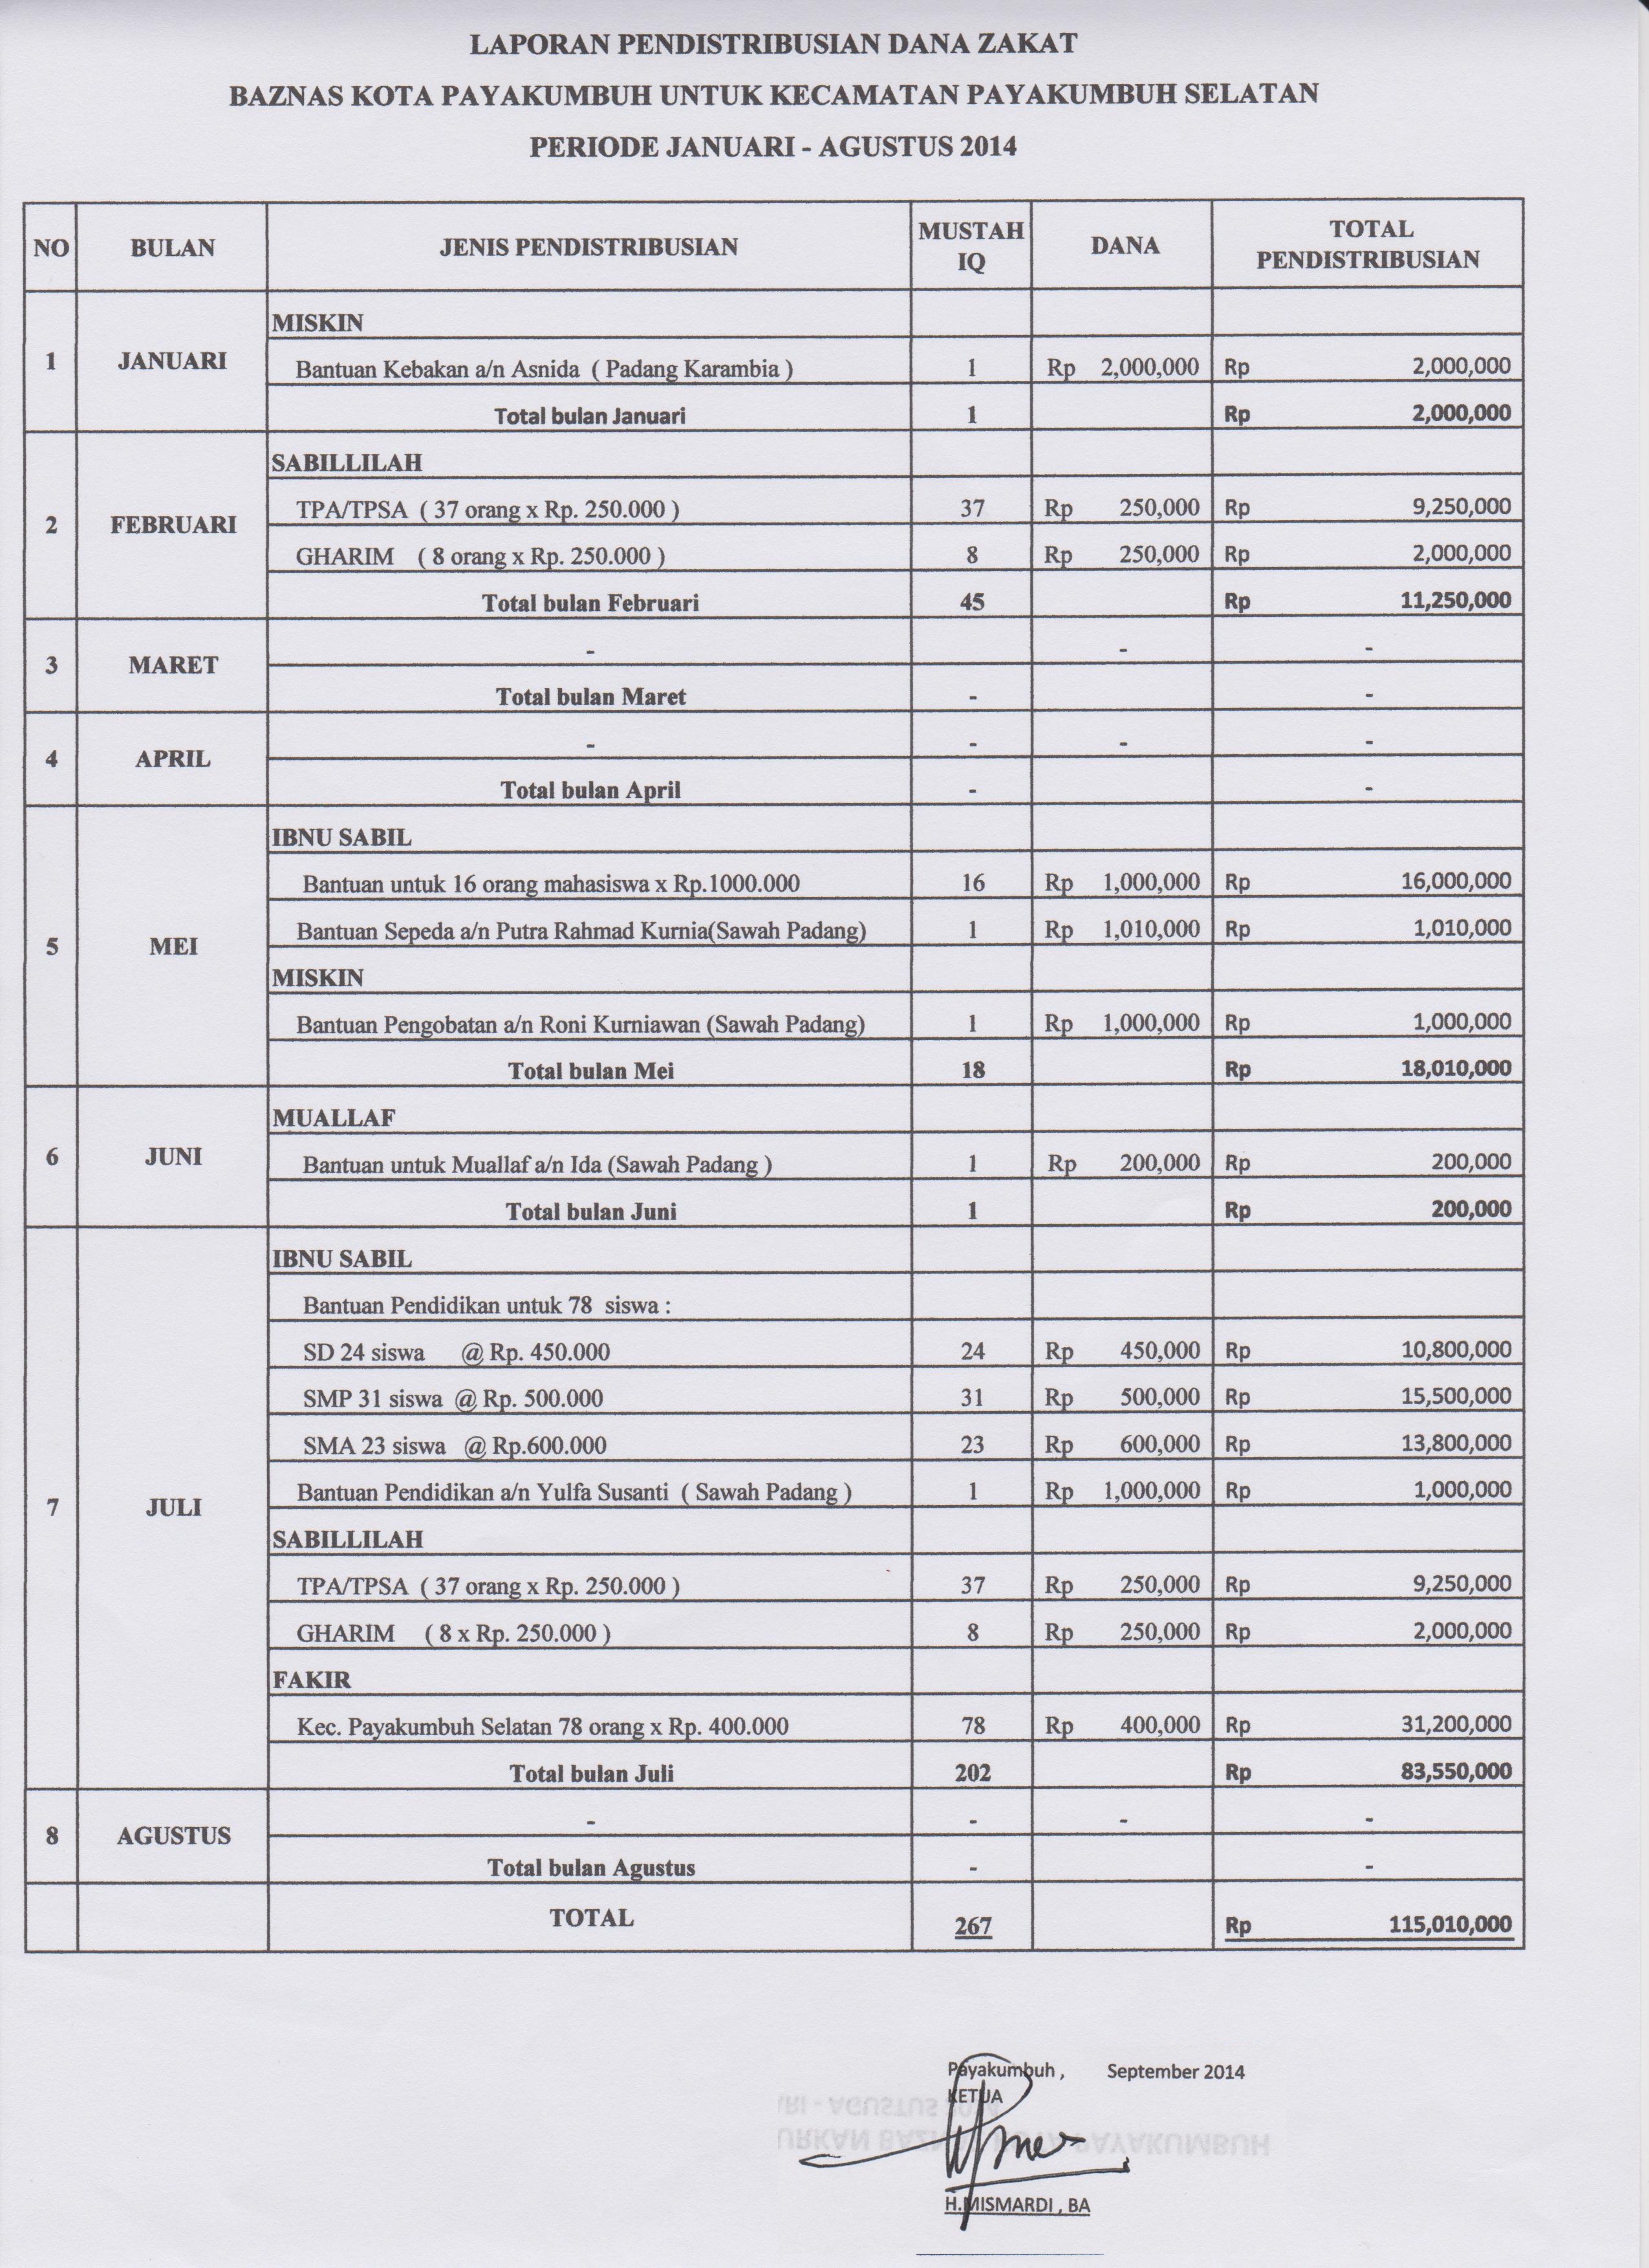 LAPORAN PENDISTRIBUSIAN DANA ZAKAT
BAZNAS KOTA PAYAKUMBUH UNTUK KECAMATAN PAYAKUMBUH SELATAN
PERIODE JANUARI - AGUSTUS 2014
NO BULAN JENIS PENDISTRIBUSIAN MUSTAH IQ DANA TOTAL PENDISTRIBUSIAN
1 JANUARI
MISKIN
Bantuan Kebakan a/n Asnida ( Padang Karambia ) 1 Rp 2,000,000 Rp 2,000,000
Total bulan Januari 1 Rp 2,000,000
2 FEBRUARI
SABILLILAH
TPA/TPSA ( 37 orang x Rp. 250.000 ) 37 Rp 250,000 Rp 9,250,000
GHARIM ( 8 orang x Rp. 250.000 ) 8 Rp 250,000 Rp 2,000,000
Total bulan Februari 45 Rp 11,250,000
3 MARET
- - -
Total bulan Maret - -
4 APRIL
- - - -
Total bulan April - -
5 MEI
IBNU SABIL
Bantuan untuk 16 orang mahasiswa x Rp.1000.000 16 Rp 1,000,000 Rp 16,000,000
Bantuan Sepeda a/n Putra Rahmad Kurnia(Sawah Padang) 1 Rp 1,010,000 Rp 1,010,000
MISKIN
Bantuan Pengobatan a/n Roni Kurniawan (Sawah Padang) 1 Rp 1,000,000 Rp 1,000,000
Total bulan Mei 18 Rp 18,010,000
6 JUNI
MUALLAF
Bantuan untuk Muallaf a/n Ida (Sawah Padang ) 1 Rp 200,000 Rp 200,000
Total bulan Juni 1 Rp 200,000
7 JULI
IBNU SABIL
Bantuan Pendidikan untuk 78 siswa :
SD 24 siswa @ Rp. 450.000 24 Rp 450,000 Rp 10,800,000
SMP 31 siswa @ Rp. 500.000 31 Rp 500,000 Rp 15,500,000
SMA 23 siswa @ Rp.600.000 23 Rp 600,000 Rp 13,800,000
Bantuan Pendidikan a/n Yulfa Susanti ( Sawah Padang ) 1 Rp 1,000,000 Rp 1,000,000
SABILLILAH
TPA/TPSA ( 37 orang x Rp. 250.000 ) 37 Rp 250,000 Rp 9,250,000
GHARIM ( 8 x Rp. 250.000 ) 8 Rp 250,000 Rp 2,000,000
FAKIR
Kec. Payakumbuh Selatan 78 orang x Rp. 400.000 78 Rp 400,000 Rp 31,200,000
Total bulan Juli 202 Rp 83,550,000
8 AGUSTUS
- - - -
Total bulan Agustus - -
TOTAL 267 Rp 115,010,000
Payakumbuh , September 2014
KETUA
H.MISMARDI , BA